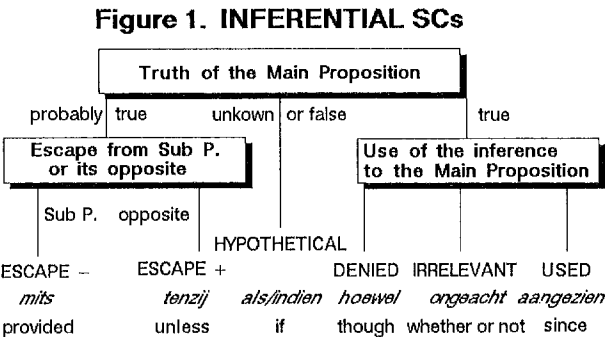 Figure 1. INFERENTIAL SCs
Truth of the Main Proposition
probably true unkown or false true
Escape from Sub P.
or its opposite
Use of the inference
to the Main Proposition
Sub P. opposite
HYPOTHETICAL
ESCAPE – ESCAPE + DENIED IRRELEVANT USED
mits tenzij als/indien hoewel ongeacht aangezien
provided unless if though whether or not since